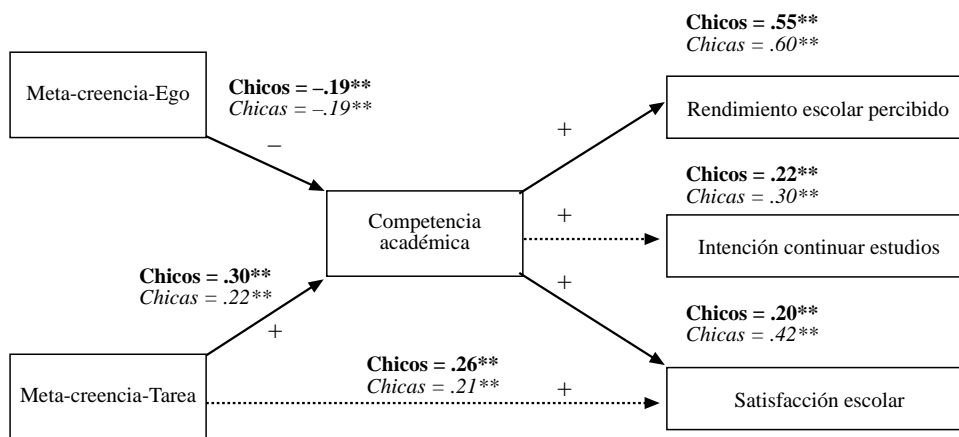 Chicos = .55**
Chicas = .60**
Meta-creencia-Ego
Chicos = –.19**
Chicas = –.19**
Rendimiento escolar percibido
+
–
Chicos = .22**
Chicas = .30**
Competencia
académica
+
Intención continuar estudios
Chicos = .30**
Chicas = .22**
+
+
Chicos = .20**
Chicas = .42**
Meta-creencia-Tarea
Chicos = .26**
Chicas = .21**
+
Satisfacción escolar